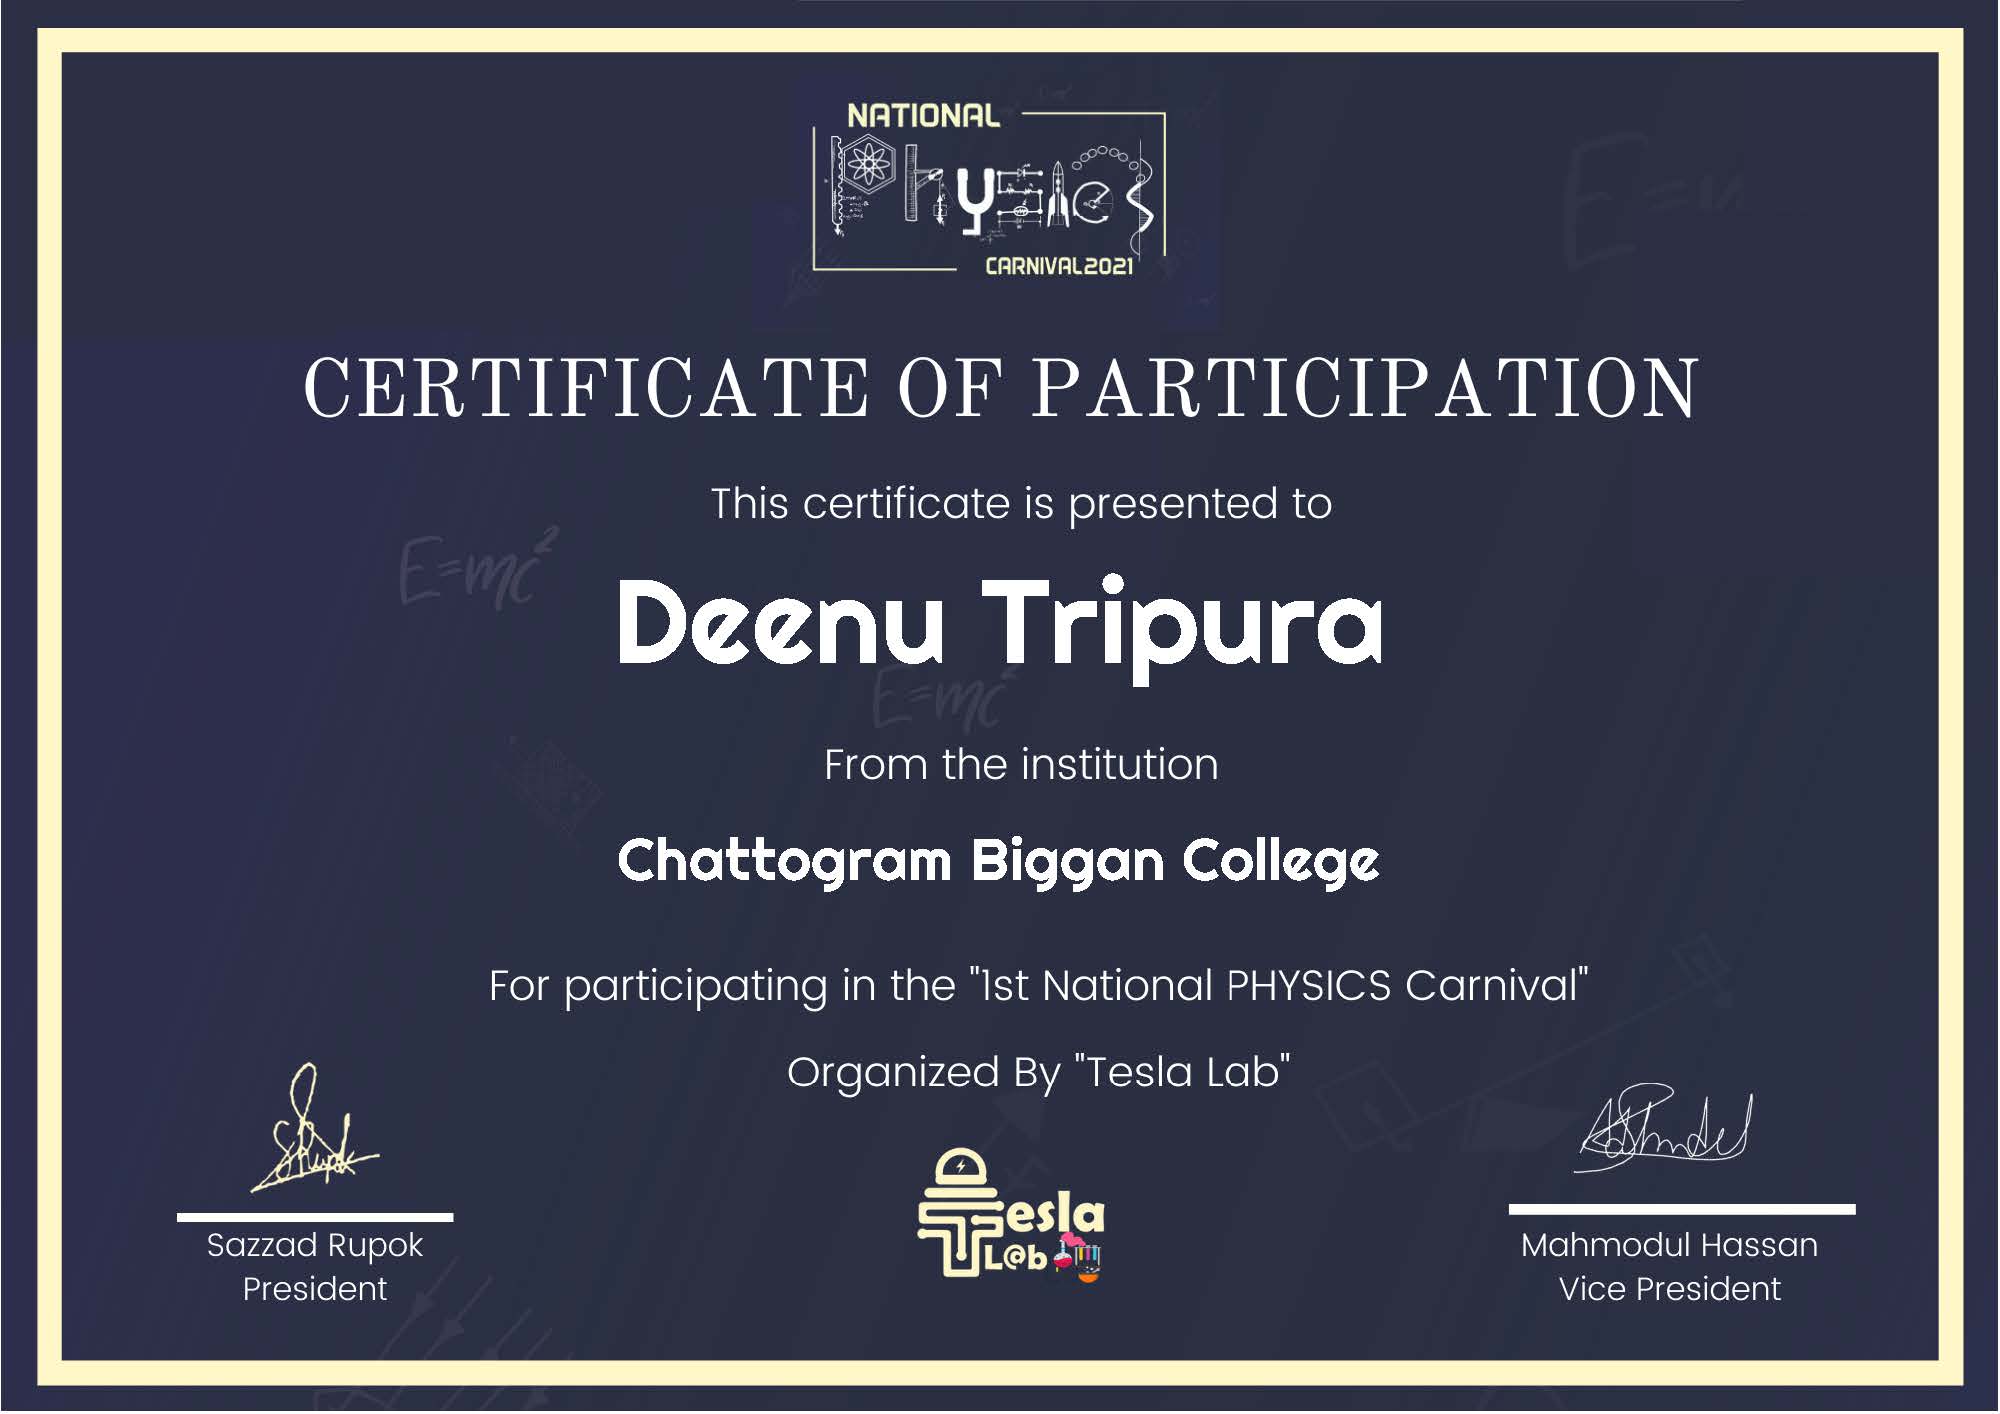 NATIONAL
Physics
CARNIVAL2021
CERTIFICATE OF PARTICIPATION
This certificate is presented to
E=mc²
Deenu Tripura
E=mc²
From the institution
Chattogram Biggan College
For participating in the "1st National PHYSICS Carnival"
Organized By "Tesla Lab"
Sazzad Rupok
President
Tesla
L@b
Mahmodul Hassan
Vice President